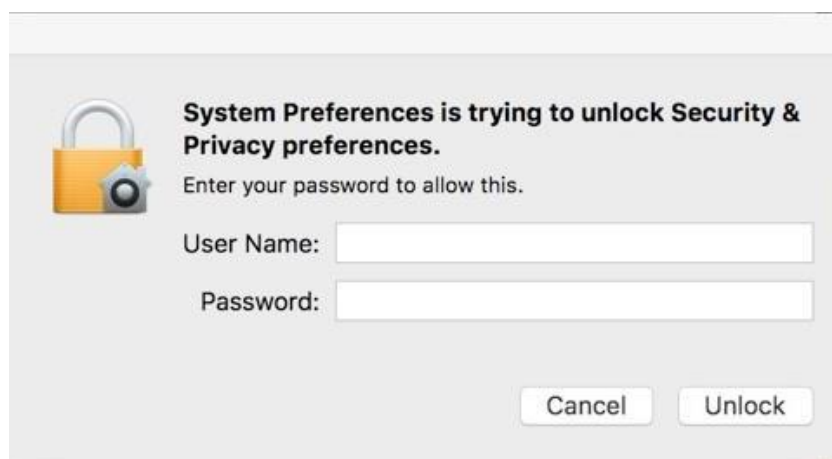 System Preferences is trying to unlock Security &
Privacy preferences.
Enter your password to allow this.
User Name:
Password:
Cancel Unlock